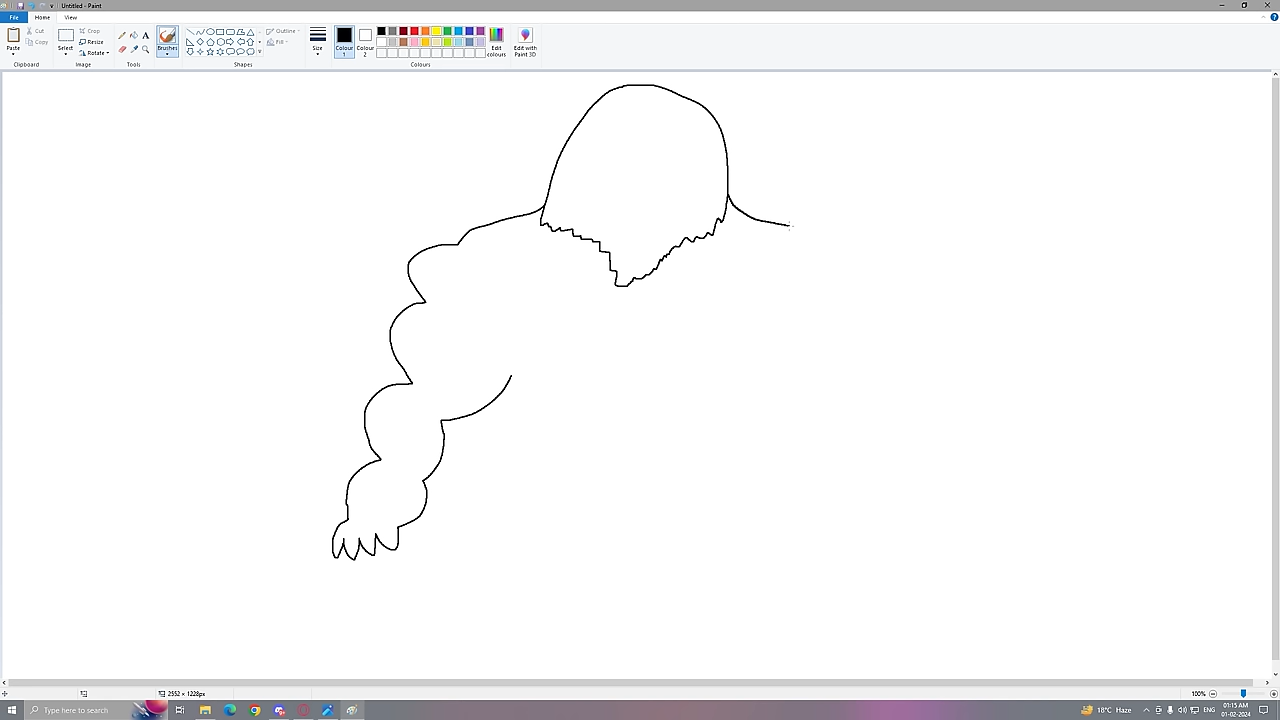 Untitled - Paint
File Home View
Paste
Cut
Copy
Clipboard
Select
Crop
Resize
Rotate
Image
Tools
Brushes
Shapes
Outline
Fill
Size
Colour 1
Colour 2
Colours
Edit colours
Edit with Paint 3D
2552 × 1228px
100%
Type here to search
18°C Haze
ENG
01:15 AM
01-02-2024